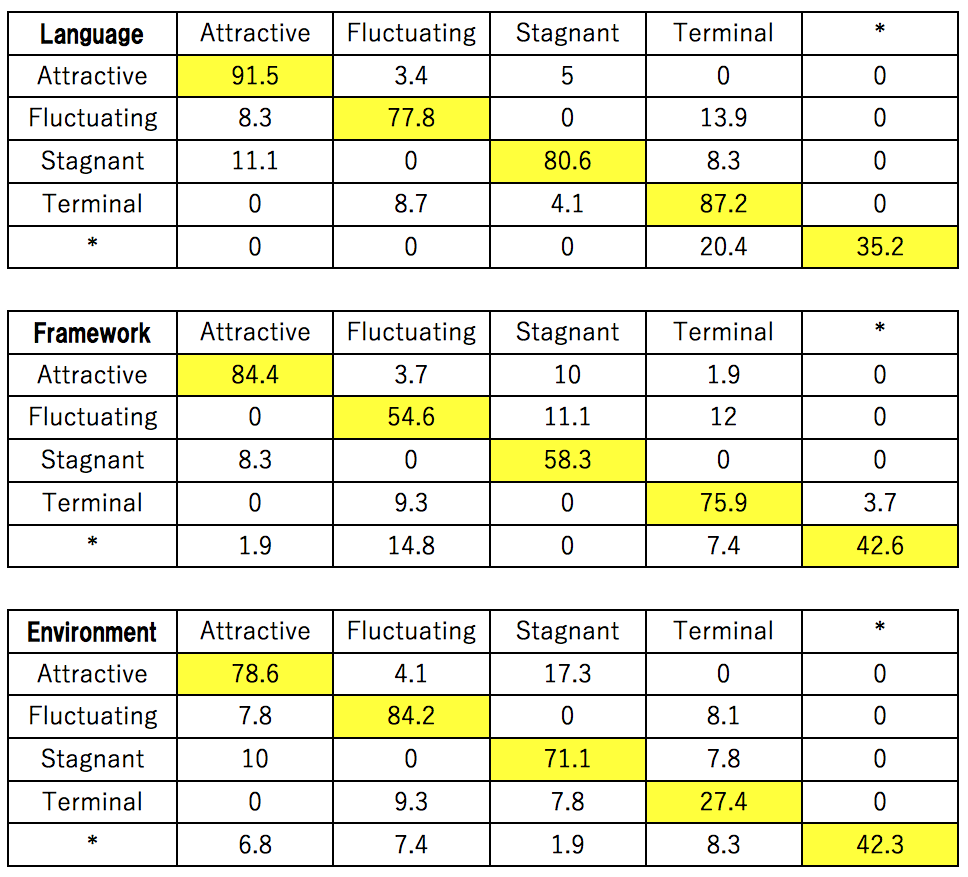 Language Attractive Fluctuating Stagnant Terminal *
Attractive 91.5 3.4 5 0 0
Fluctuating 8.3 77.8 0 13.9 0
Stagnant 11.1 0 80.6 8.3 0
Terminal 0 8.7 4.1 87.2 0
* 0 0 0 20.4 35.2
Framework Attractive Fluctuating Stagnant Terminal *
Attractive 84.4 3.7 10 1.9 0
Fluctuating 0 54.6 11.1 12 0
Stagnant 8.3 0 58.3 0 0
Terminal 0 9.3 0 75.9 3.7
* 1.9 14.8 0 7.4 42.6
Environment Attractive Fluctuating Stagnant Terminal *
Attractive 78.6 4.1 17.3 0 0
Fluctuating 7.8 84.2 0 8.1 0
Stagnant 10 0 71.1 7.8 0
Terminal 0 9.3 7.8 27.4 0
* 6.8 7.4 1.9 8.3 42.3